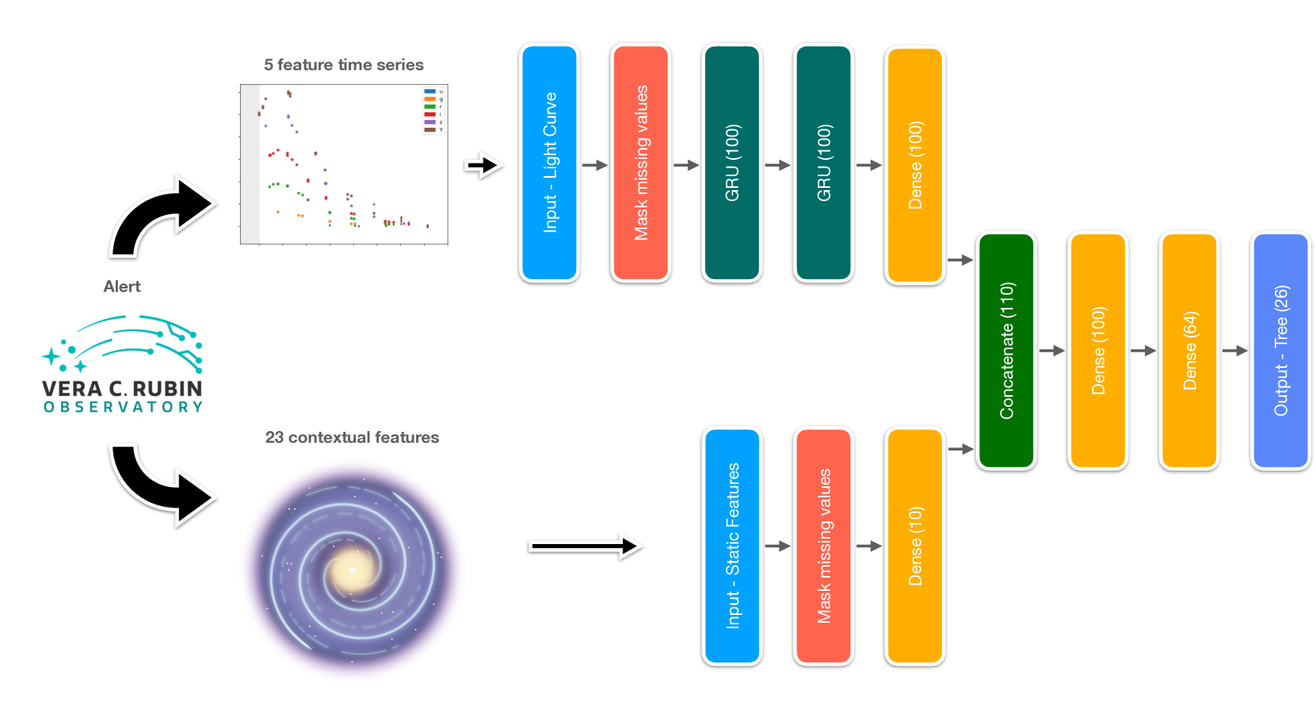 5 feature time series
u
g
r
i
z
Y
Input - Light Curve
Mask missing values
GRU (100)
GRU (100)
Dense (100)
Alert
VERA C. RUBIN
OBSERVATORY
Concatenate (110)
Dense (100)
Dense (64)
Output - Tree (26)
23 contextual features
Input - Static Features
Mask missing values
Dense (10)